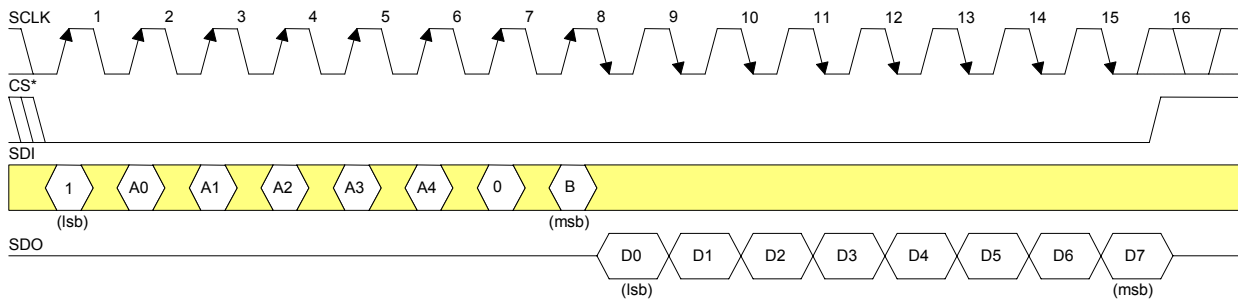 SCLK 1 2 3 4 5 6 7 8 9 10 11 12 13 14 15 16
CS*
SDI
1 A0 A1 A2 A3 A4 0 B
(lsb) (msb)
SDO
D0 D1 D2 D3 D4 D5 D6 D7
(lsb) (msb)